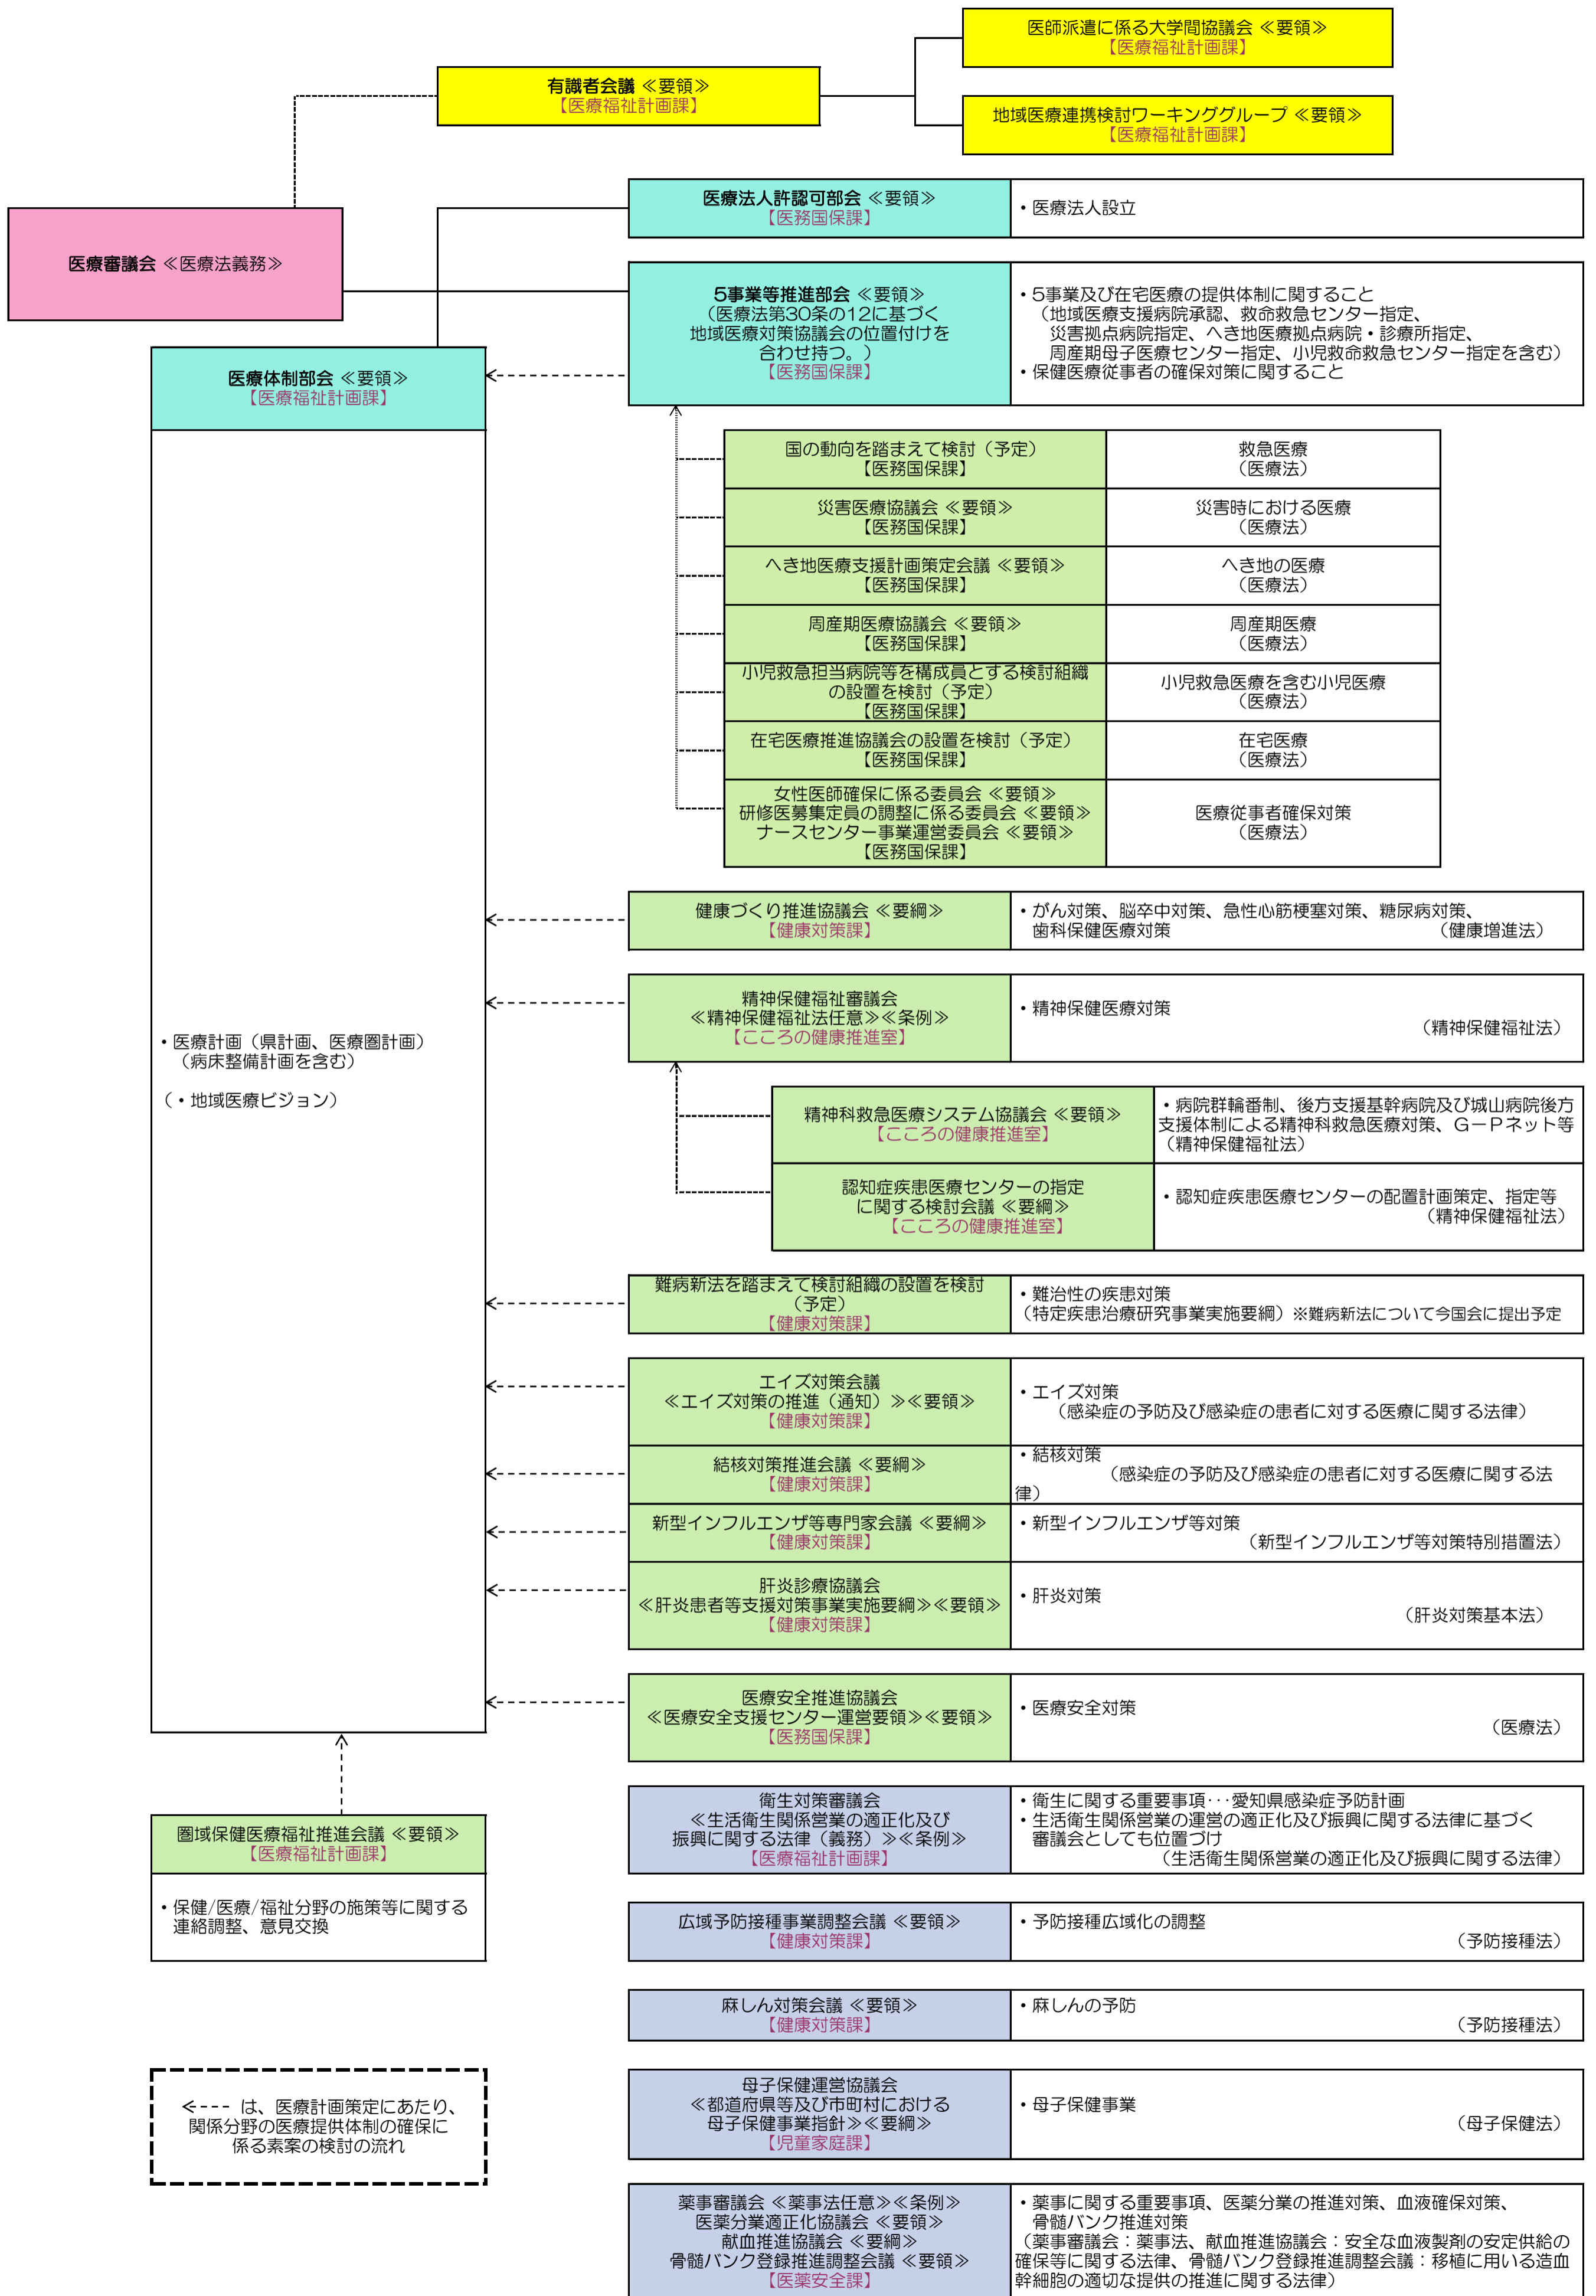 医師派遣に係る大学間協議会 ≪要領≫
【医療福祉計画課】
有識者会議 ≪要領≫
【医療福祉計画課】
地域医療連携検討ワーキンググループ ≪要領≫
【医療福祉計画課】
医療審議会 ≪医療法義務≫
医療法人許認可部会 ≪要領≫
【医務国保課】
・医療法人設立
5事業等推進部会 ≪要領≫
（医療法第30条の12に基づく
地域医療対策協議会の位置付けを
合わせ持つ。）
【医務国保課】
・5事業及び在宅医療の提供体制に関すること
（地域医療支援病院承認、救命救急センター指定、
災害拠点病院指定、へき地医療拠点病院・診療所指定、
周産期母子医療センター指定、小児救命救急センター指定を含む）
・保健医療従事者の確保対策に関すること
医療体制部会 ≪要領≫
【医療福祉計画課】
・医療計画（県計画、医療圏計画）
（病床整備計画を含む）
（・地域医療ビジョン）
国の動向を踏まえて検討（予定）
【医務国保課】
救急医療
（医療法）
災害医療協議会 ≪要領≫
【医務国保課】
災害時における医療
（医療法）
へき地医療支援計画策定会議 ≪要領≫
【医務国保課】
へき地の医療
（医療法）
周産期医療協議会 ≪要領≫
【医務国保課】
周産期医療
（医療法）
小児救急担当病院等を構成員とする検討組織
の設置を検討（予定）
【医務国保課】
小児救急医療を含む小児医療
（医療法）
在宅医療推進協議会の設置を検討（予定）
【医務国保課】
在宅医療
（医療法）
女性医師確保に係る委員会 ≪要領≫
研修医募集定員の調整に係る委員会 ≪要領≫
ナースセンター事業運営委員会 ≪要領≫
【医務国保課】
医療従事者確保対策
（医療法）
健康づくり推進協議会 ≪要綱≫
【健康対策課】
・がん対策、脳卒中対策、急性心筋梗塞対策、糖尿病対策、
歯科保健医療対策 （健康増進法）
精神保健福祉審議会
≪精神保健福祉法任意≫≪条例≫
【こころの健康推進室】
・精神保健医療対策
（精神保健福祉法）
精神科救急医療システム協議会 ≪要領≫
【こころの健康推進室】
・病院群輪番制、後方支援基幹病院及び城山病院後方
支援体制による精神科救急医療対策、G－Pネット等
（精神保健福祉法）
認知症疾患医療センターの指定
に関する検討会議 ≪要綱≫
【こころの健康推進室】
・認知症疾患医療センターの配置計画策定、指定等
（精神保健福祉法）
難病新法を踏まえて検討組織の設置を検討
（予定）
【健康対策課】
・難治性の疾患対策
（特定疾患治療研究事業実施要綱）※難病新法について今国会に提出予定
エイズ対策会議
≪エイズ対策の推進（通知）≫≪要領≫
【健康対策課】
・エイズ対策
（感染症の予防及び感染症の患者に対する医療に関する法律）
結核対策推進会議 ≪要綱≫
【健康対策課】
・結核対策
（感染症の予防及び感染症の患者に対する医療に関する法
律）
新型インフルエンザ等専門家会議 ≪要綱≫
【健康対策課】
・新型インフルエンザ等対策
（新型インフルエンザ等対策特別措置法）
肝炎診療協議会
≪肝炎患者等支援対策事業実施要綱≫≪要領≫
【健康対策課】
・肝炎対策
（肝炎対策基本法）
医療安全推進協議会
≪医療安全支援センター運営要領≫≪要領≫
【医務国保課】
・医療安全対策
（医療法）
圏域保健医療福祉推進会議 ≪要領≫
【医療福祉計画課】
・保健/医療/福祉分野の施策等に関する
連絡調整、意見交換
衛生対策審議会
≪生活衛生関係営業の適正化及び
振興に関する法律（義務）≫≪条例≫
【医療福祉計画課】
・衛生に関する重要事項･･･愛知県感染症予防計画
・生活衛生関係営業の運営の適正化及び振興に関する法律に基づく
審議会としても位置づけ
（生活衛生関係営業の適正化及び振興に関する法律）
広域予防接種事業調整会議 ≪要領≫
【健康対策課】
・予防接種広域化の調整
（予防接種法）
麻しん対策会議 ≪要領≫
【健康対策課】
・麻しんの予防
（予防接種法）
は、医療計画策定にあたり、
関係分野の医療提供体制の確保に
係る素案の検討の流れ
母子保健運営協議会
≪都道府県等及び市町村における
母子保健事業指針≫≪要綱≫
【児童家庭課】
・母子保健事業
（母子保健法）
薬事審議会 ≪薬事法任意≫≪条例≫
医薬分業適正化協議会 ≪要領≫
献血推進協議会 ≪要綱≫
骨髄バンク登録推進調整会議 ≪要領≫
【医薬安全課】
・薬事に関する重要事項、医薬分業の推進対策、血液確保対策、
骨髄バンク推進対策
（薬事審議会：薬事法、献血推進協議会：安全な血液製剤の安定供給の
確保等に関する法律、骨髄バンク登録推進調整会議：移植に用いる造血
幹細胞の適切な提供の推進に関する法律）